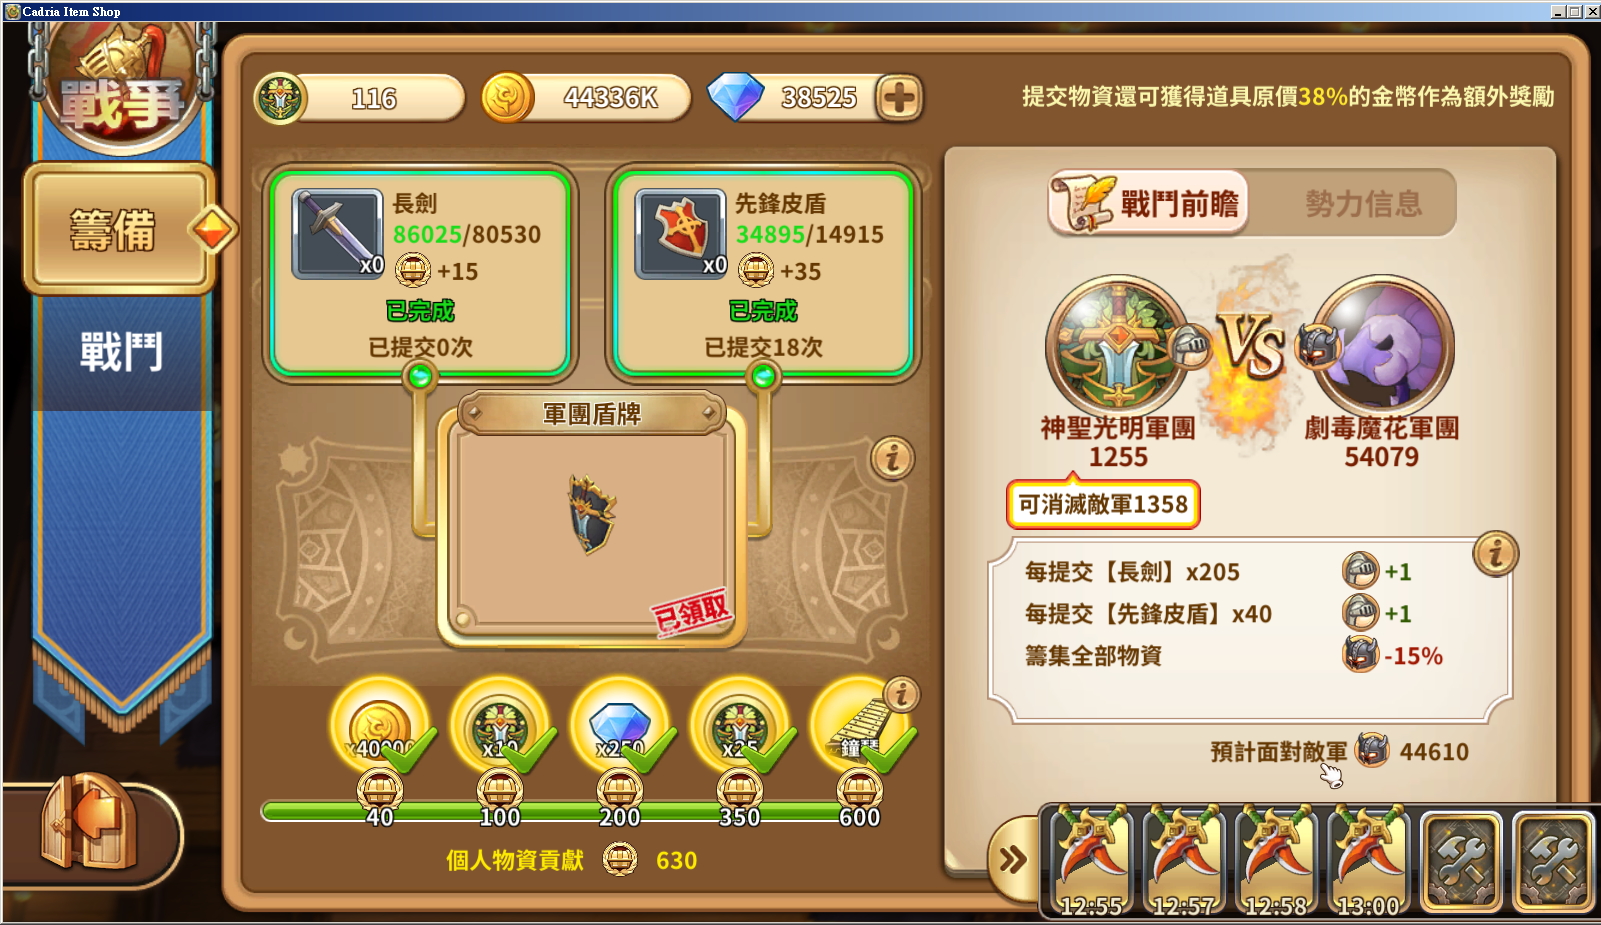 Cadria Item Shop
戰爭
116
44336K
38525
提交物資還可獲得道具原價38%的金幣作為額外獎勵
籌備
戰鬥
長劍
86025/80530
x0
+15
已完成
已提交0次
先鋒皮盾
34895/14915
x0
+35
已完成
已提交18次
軍團盾牌
已領取
x40000
x10
x250
x25
40
100
200
350
600
個人物資貢獻 630
戰鬥前瞻
勢力信息
VS
神聖光明軍團
1255
劇毒魔花軍團
54079
可消滅敵軍1358
每提交【長劍】x205 +1
每提交【先鋒皮盾】x40 +1
籌集全部物資 -15%
預計面對敵軍 44610
12:55
12:57
12:58
13:00